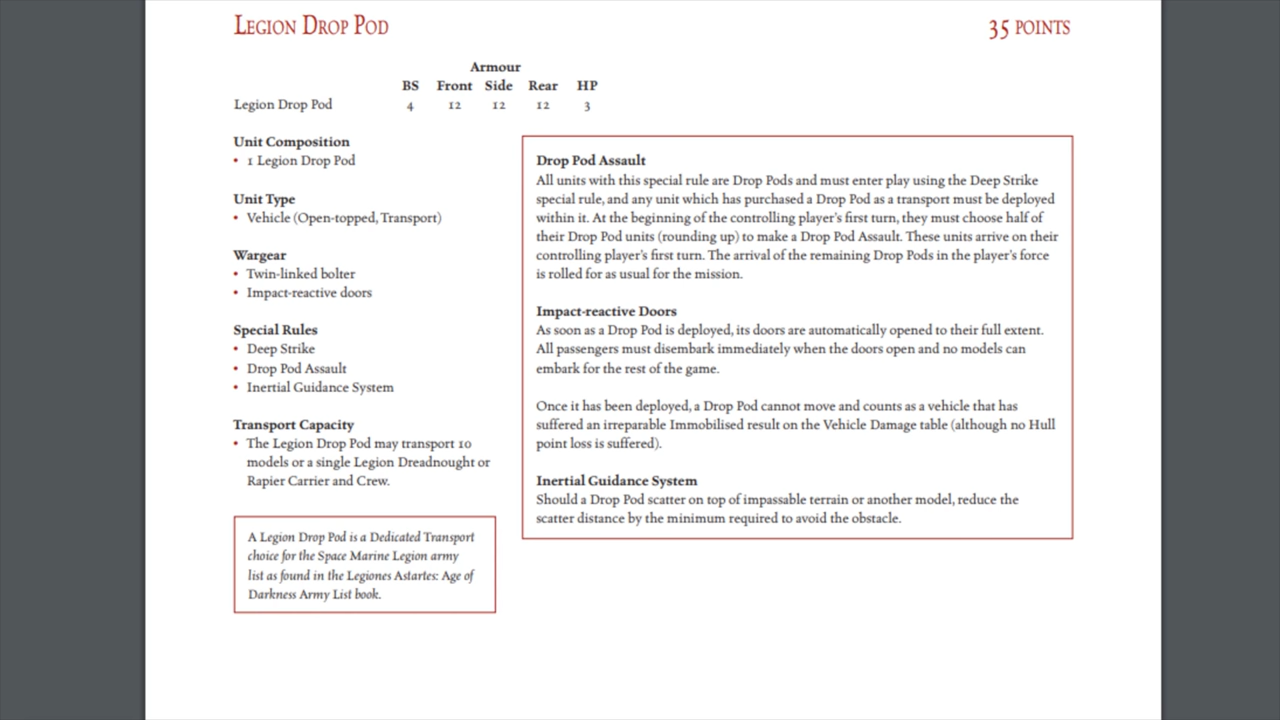 Legion Drop Pod
35 points
Armour
BS Front Side Rear HP
Legion Drop Pod 4 12 12 12 3
Unit Composition
• 1 Legion Drop Pod
Unit Type
• Vehicle (Open-topped, Transport)
Wargear
• Twin-linked bolter
• Impact-reactive doors
Special Rules
• Deep Strike
• Drop Pod Assault
• Inertial Guidance System
Transport Capacity
• The Legion Drop Pod may transport 10
models or a single Legion Dreadnought or
Rapier Carrier and Crew.
A Legion Drop Pod is a Dedicated Transport
choice for the Space Marine Legion army
list as found in the Legiones Astartes: Age of
Darkness Army List book.
Drop Pod Assault
All units with this special rule are Drop Pods and must enter play using the Deep Strike
special rule, and any unit which has purchased a Drop Pod as a transport must be deployed
within it. At the beginning of the controlling player's first turn, they must choose half of
their Drop Pod units (rounding up) to make a Drop Pod Assault. These units arrive on their
controlling player's first turn. The arrival of the remaining Drop Pods in the player's force
is rolled for as usual for the mission.
Impact-reactive Doors
As soon as a Drop Pod is deployed, its doors are automatically opened to their full extent.
All passengers must disembark immediately when the doors open and no models can
embark for the rest of the game.
Once it has been deployed, a Drop Pod cannot move and counts as a vehicle that has
suffered an irreparable Immobilised result on the Vehicle Damage table (although no Hull
point loss is suffered).
Inertial Guidance System
Should a Drop Pod scatter on top of impassable terrain or another model, reduce the
scatter distance by the minimum required to avoid the obstacle.